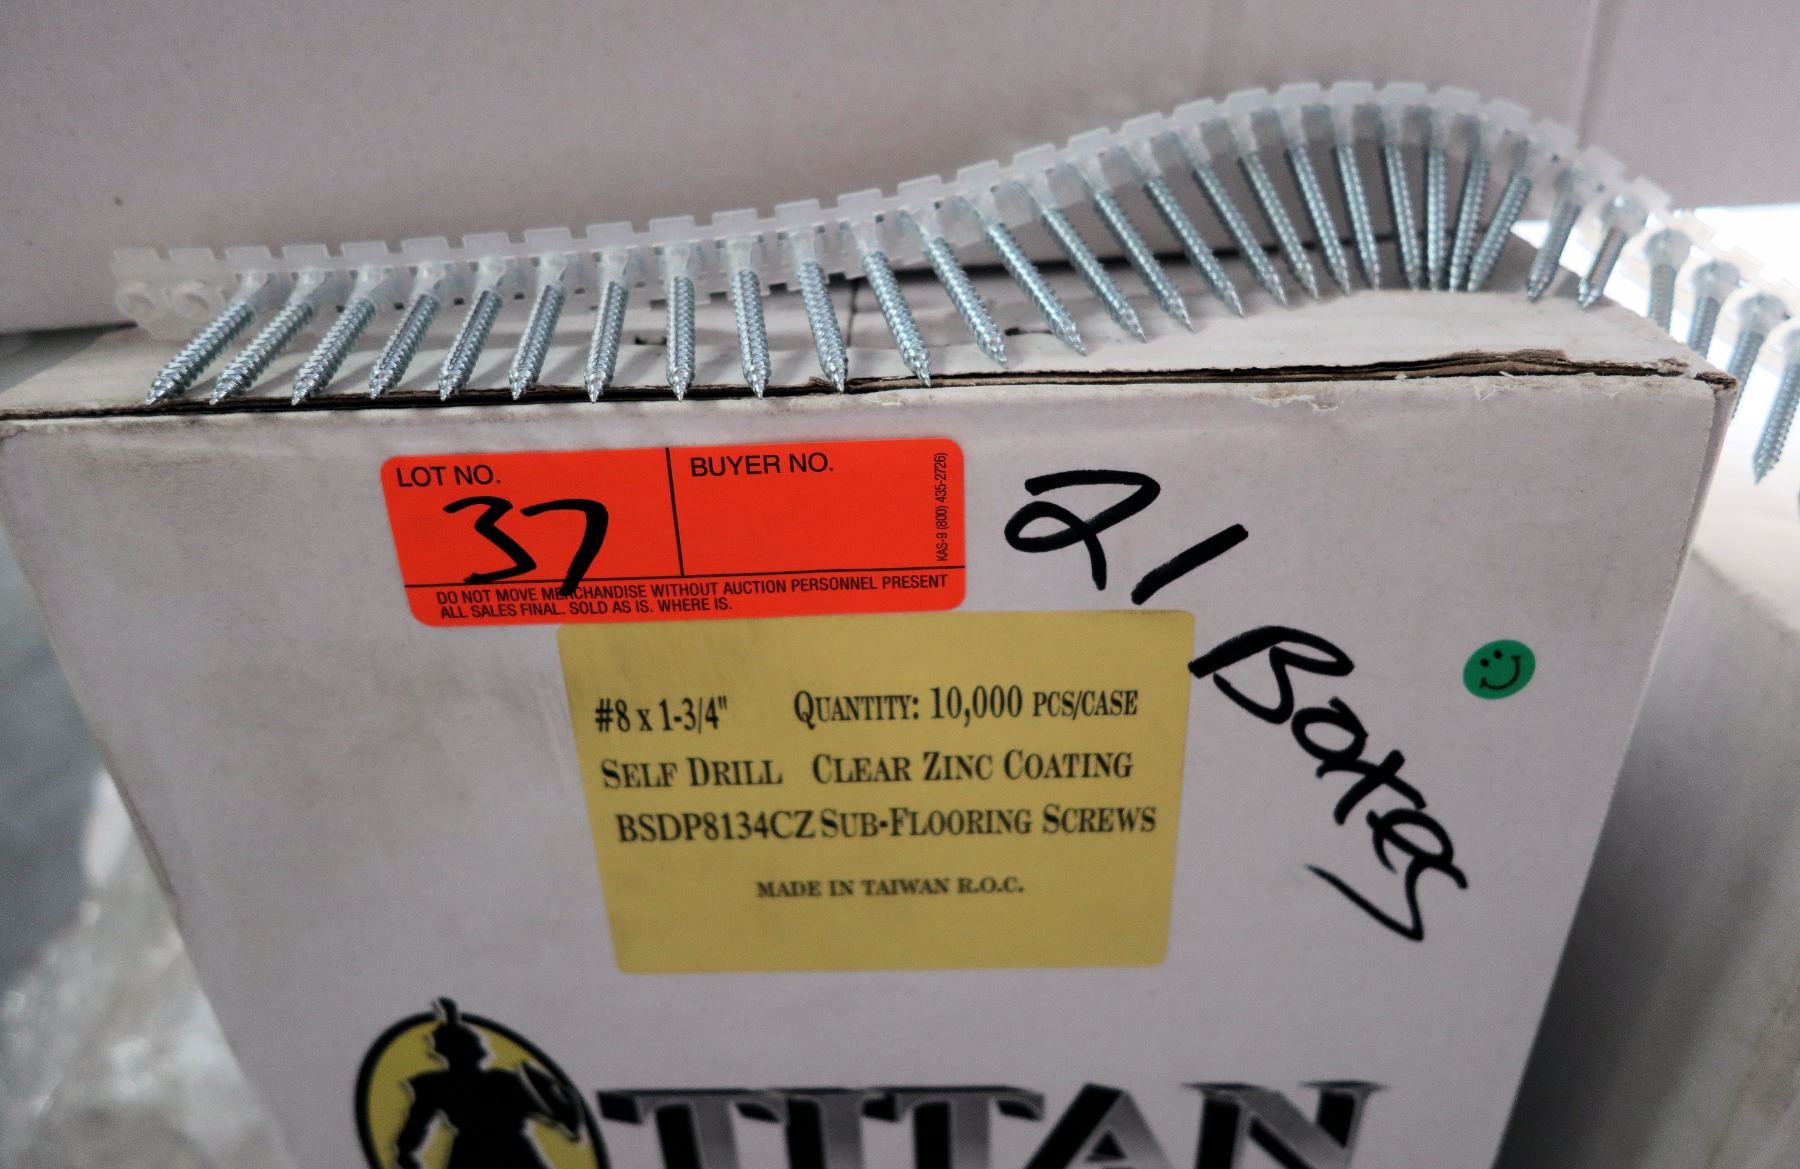 LOT NO.
37
BUYER NO.
KAS-9 (800) 435-2726)
DO NOT MOVE MERCHANDISE WITHOUT AUCTION PERSONNEL PRESENT
ALL SALES FINAL. SOLD AS IS. WHERE IS.
21 Boxes
#8 x 1-3/4" QUANTITY: 10,000 PCS/CASE
SELF DRILL CLEAR ZINC COATING
BSDP8134CZ SUB-FLOORING SCREWS
MADE IN TAIWAN R.O.C.
TITAN